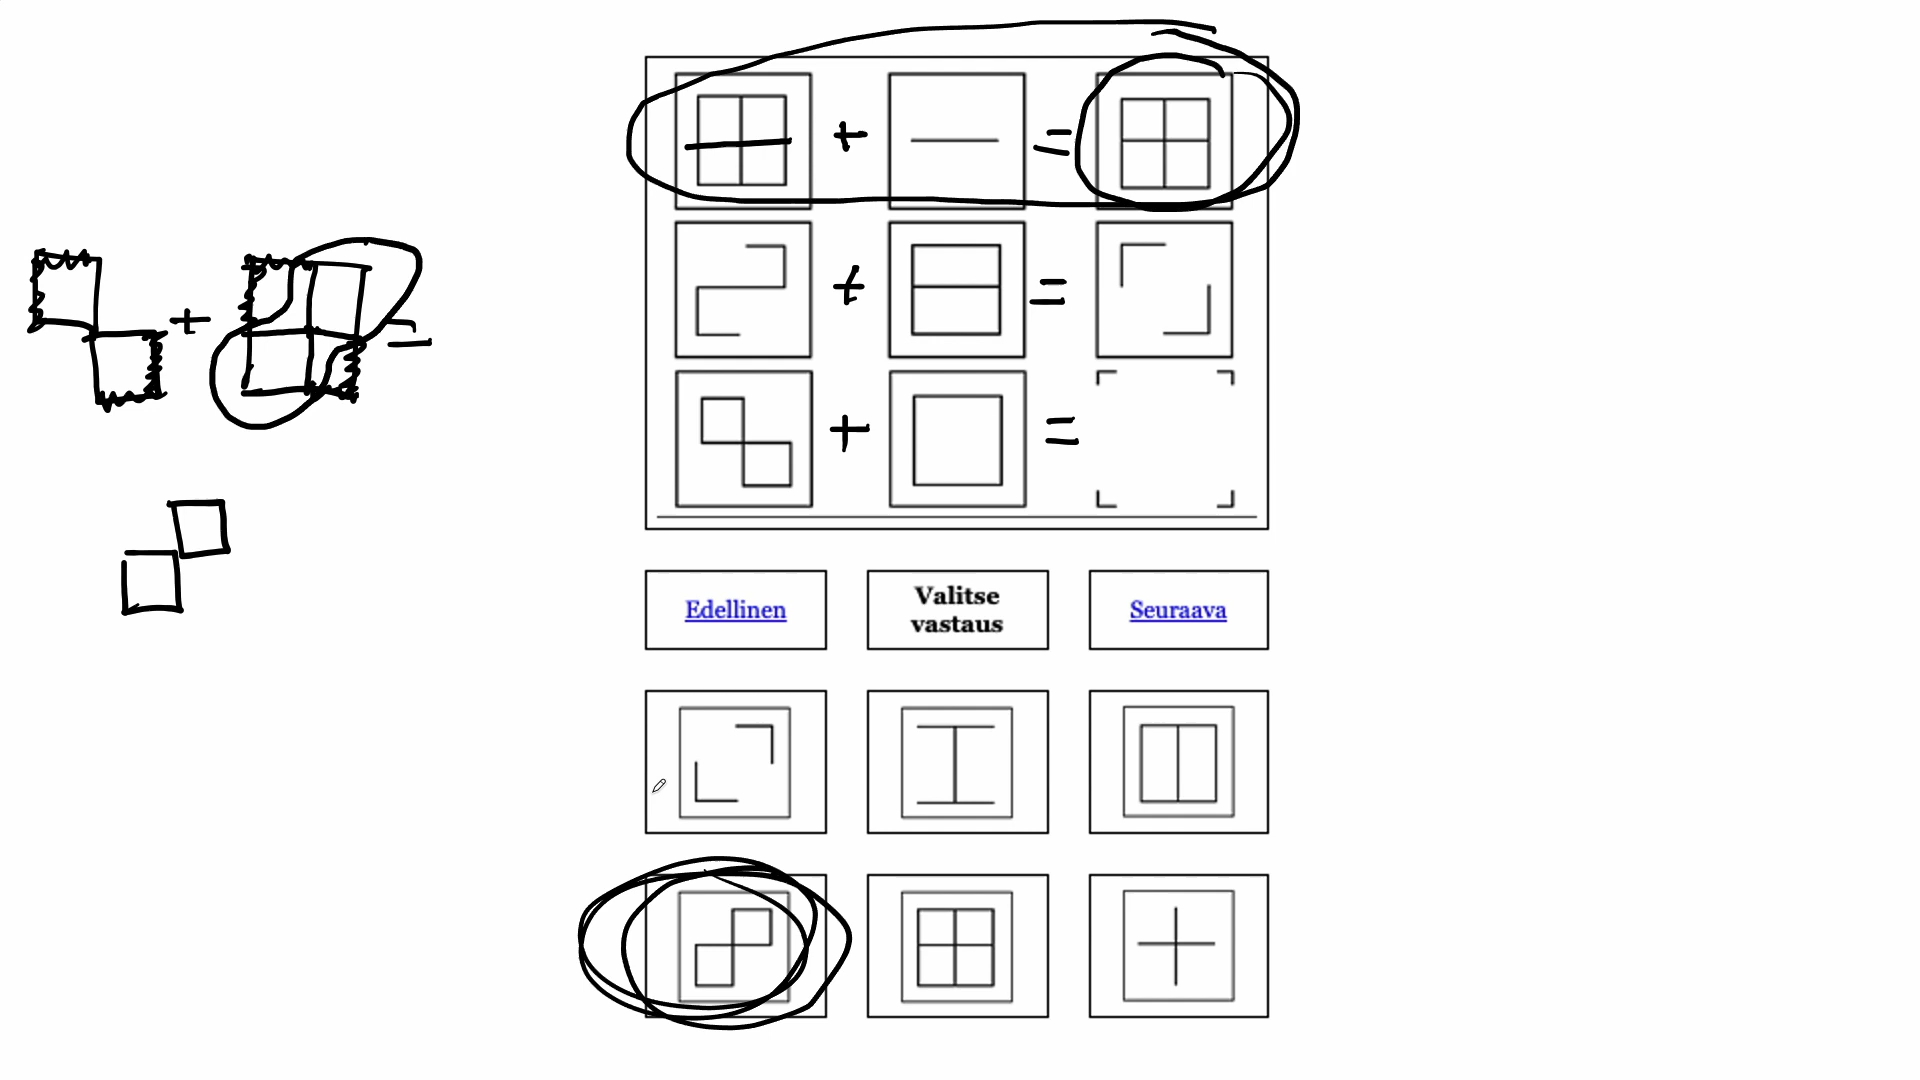 + =
+ =
+ =
+ =
Edellinen
Valitse
vastaus
Seuraava